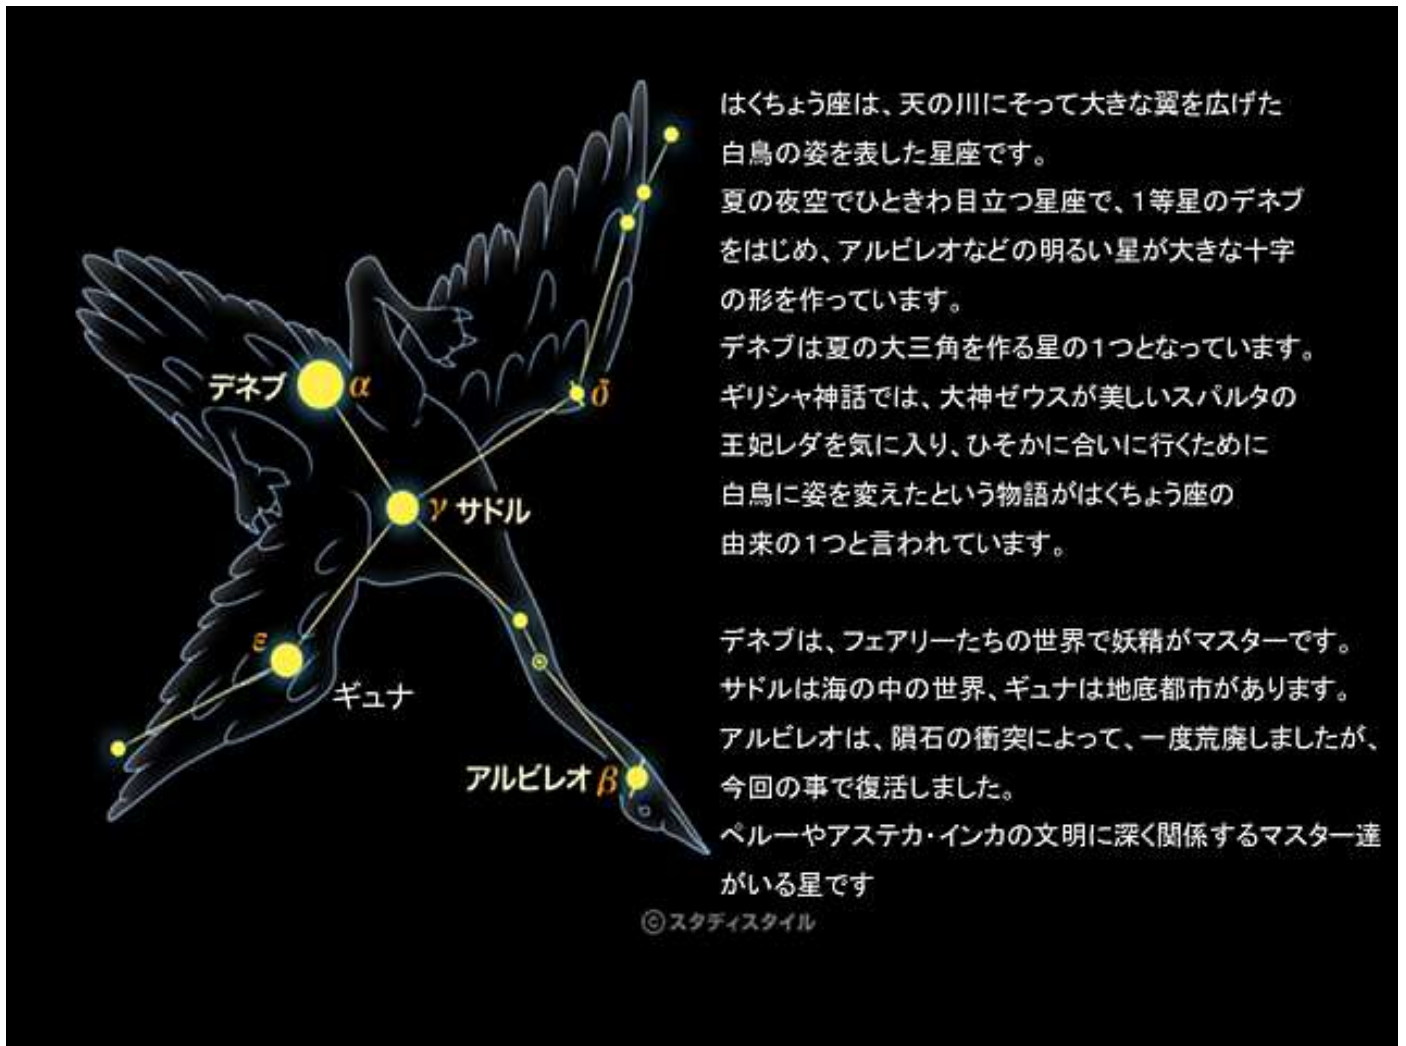 はくちょう座は、天の川にそって大きな翼を広げた
白鳥の姿を表した星座です。
夏の夜空でひときわ目立つ星座で、1等星のデネブ
をはじめ、アルビレオなどの明るい星が大きな十字
の形を作っています。
デネブは夏の大三角を作る星の1つとなっています。
ギリシャ神話では、大神ゼウスが美しいスパルタの
王妃レダを気に入り、ひそかに合いに行くために
白鳥に姿を変えたという物語がはくちょう座の
由来の1つと言われています。
デネブは、フェアリーたちの世界で妖精がマスターです。
サドルは海の中の世界、ギュナは地底都市があります。
アルビレオは、隕石の衝突によって、一度荒廃しましたが、
今回の事で復活しました。
ペルーやアステカ・インカの文明に深く関係するマスター達
がいる星です
デネブ α
δ
γ サドル
ε
ギュナ
アルビレオ β
©スタディスタイル